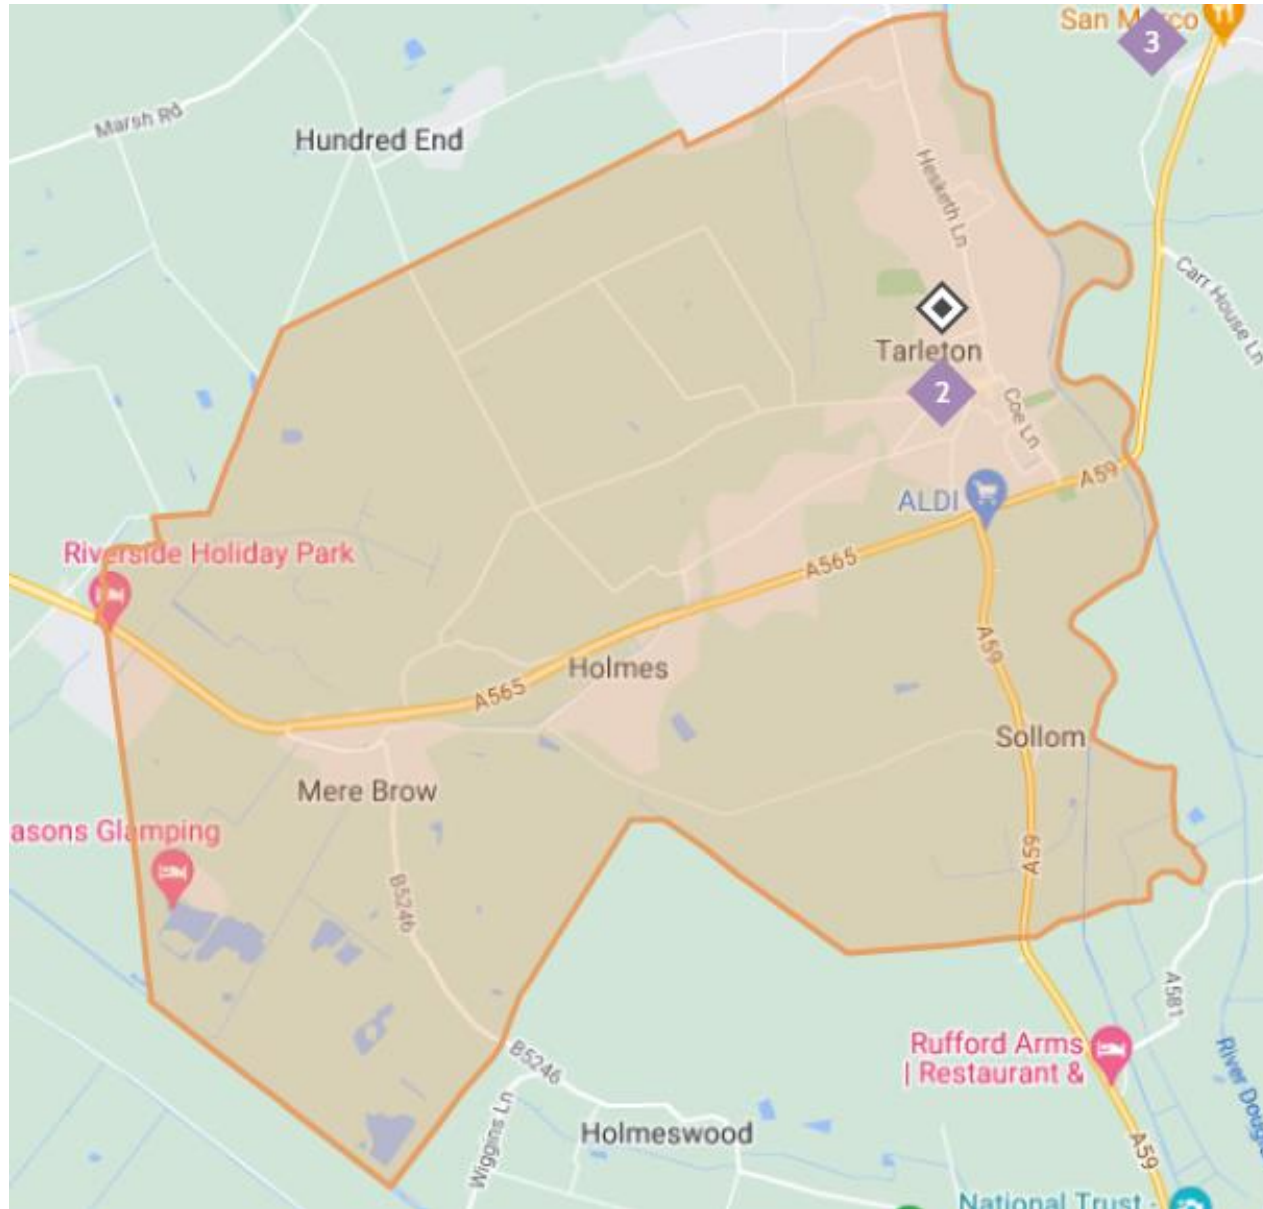 San Marco
3
Marsh Rd
Hundred End
Hesketh Ln
Carr House Ln
Tarleton
2
Coe Ln
A59
ALDI
Riverside Holiday Park
A565
A59
Holmes
A565
Sollom
Mere Brow
asons Glamping
A59
B5246
A581
Rufford Arms
| Restaurant &
B5246
River Doug
Wiggins Ln
Holmeswood
A59
National Trust -